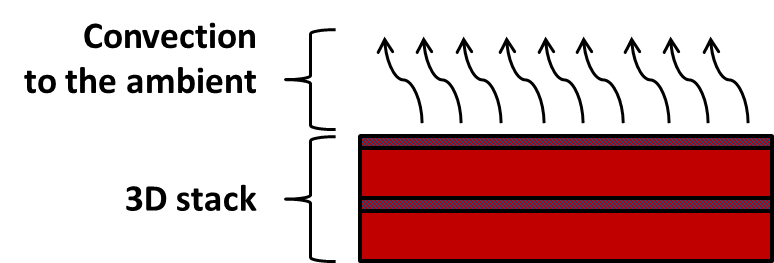 Convection
to the ambient
3D stack